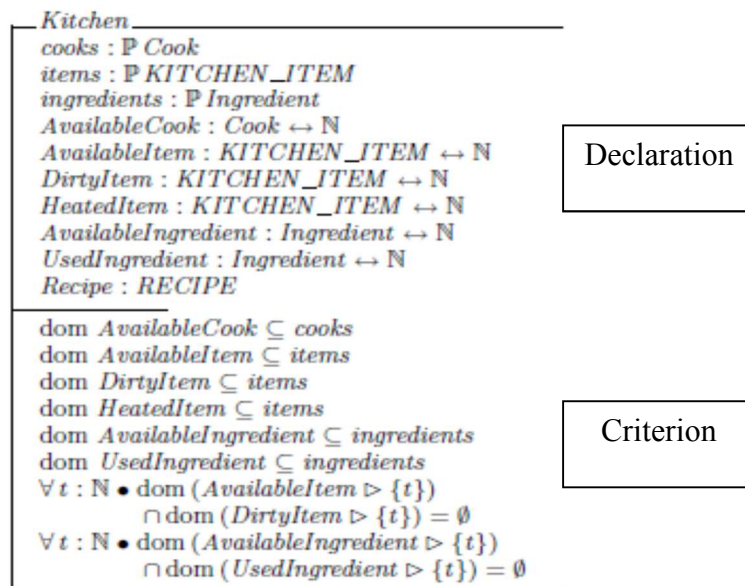 Kitchen
cooks : ℙ Cook
items : ℙ KITCHEN_ITEM
ingredients : ℙ Ingredient
AvailableCook : Cook ↔ ℕ
AvailableItem : KITCHEN_ITEM ↔ ℕ
DirtyItem : KITCHEN_ITEM ↔ ℕ
HeatedItem : KITCHEN_ITEM ↔ ℕ
AvailableIngredient : Ingredient ↔ ℕ
UsedIngredient : Ingredient ↔ ℕ
Recipe : RECIPE
Declaration
dom AvailableCook ⊆ cooks
dom AvailableItem ⊆ items
dom DirtyItem ⊆ items
dom HeatedItem ⊆ items
dom AvailableIngredient ⊆ ingredients
dom UsedIngredient ⊆ ingredients
∀ t : ℕ • dom (AvailableItem ▷ {t})
∩ dom (DirtyItem ▷ {t}) = ∅
∀ t : ℕ • dom (AvailableIngredient ▷ {t})
∩ dom (UsedIngredient ▷ {t}) = ∅
Criterion